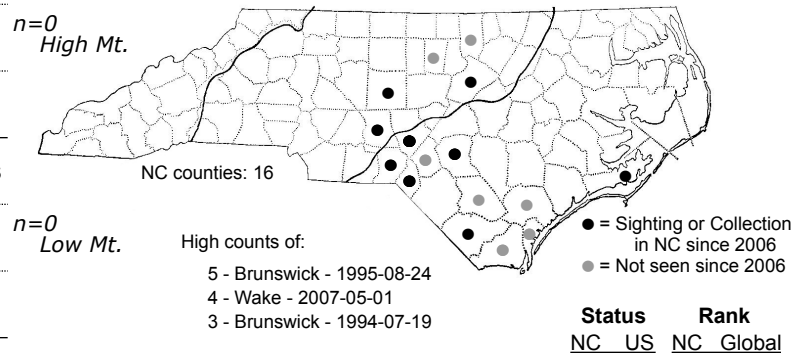 n=0
High Mt.
NC counties: 16
n=0
Low Mt.
High counts of:
5 - Brunswick - 1995-08-24
4 - Wake - 2007-05-01
3 - Brunswick - 1994-07-19
= Sighting or Collection
in NC since 2006
= Not seen since 2006
Status Rank
NC US NC Global